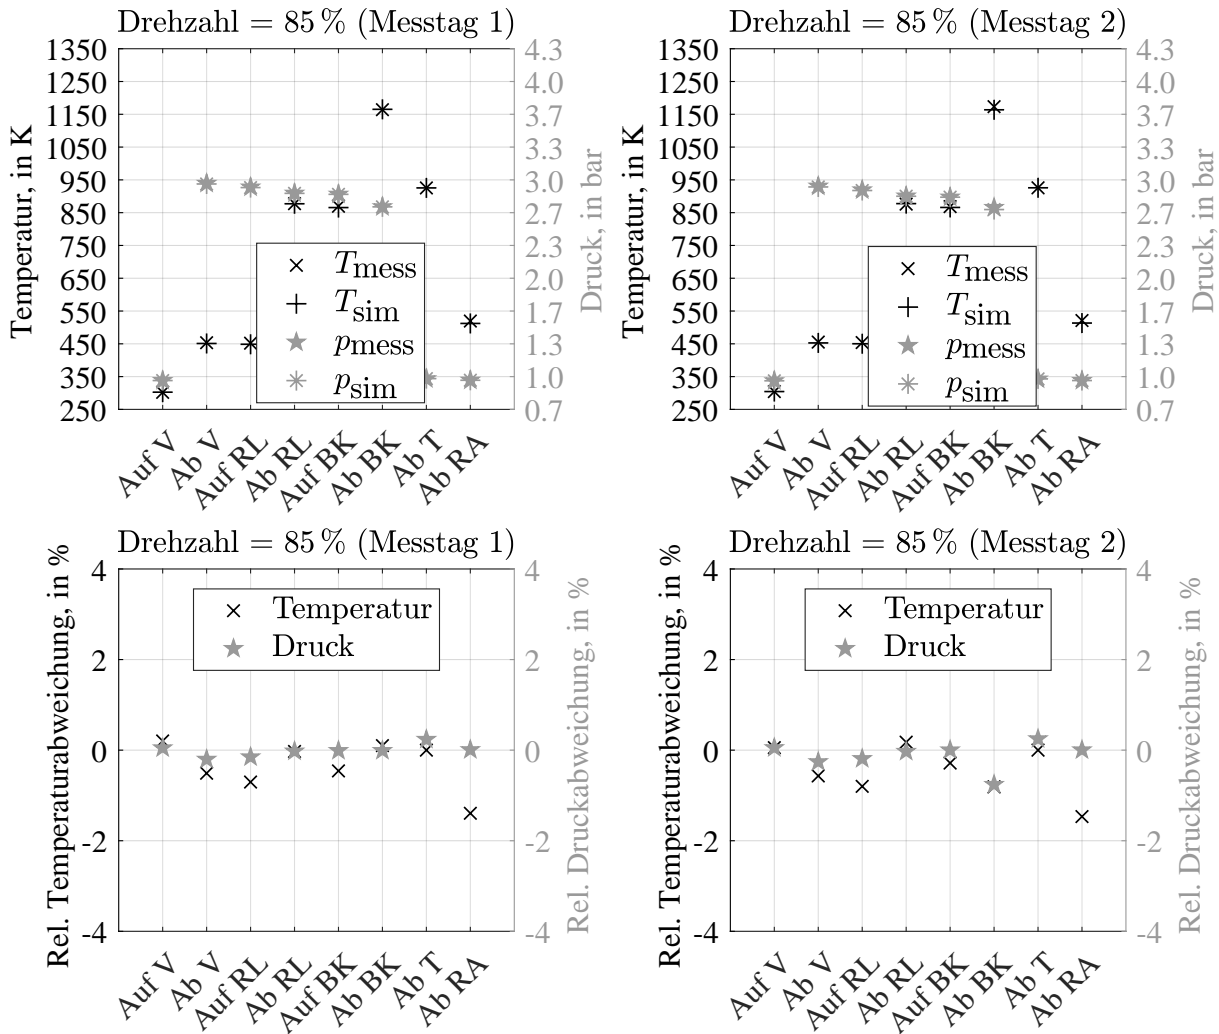 Drehzahl = 85 % (Messtag 1)
Temperatur, in K
1350
1250
1150
1050
950
850
750
650
550
450
350
250
4.3
4.0
3.7
3.3
3.0
2.7
2.3
2.0
1.7
1.3
1.0
0.7
Druck, in bar
Tmess
Tsim
pmess
psim
Auf V
Ab V
Auf RL
Ab RL
Auf BK
Ab BK
Ab T
Ab RA
Drehzahl = 85 % (Messtag 2)
Temperatur, in K
1350
1250
1150
1050
950
850
750
650
550
450
350
250
4.3
4.0
3.7
3.3
3.0
2.7
2.3
2.0
1.7
1.3
1.0
0.7
Druck, in bar
Tmess
Tsim
pmess
psim
Auf V
Ab V
Auf RL
Ab RL
Auf BK
Ab BK
Ab T
Ab RA
Drehzahl = 85 % (Messtag 1)
Rel. Temperaturabweichung, in %
4
2
0
-2
-4
4
2
0
-2
-4
Rel. Druckabweichung, in %
Temperatur
Druck
Auf V
Ab V
Auf RL
Ab RL
Auf BK
Ab BK
Ab T
Ab RA
Drehzahl = 85 % (Messtag 2)
Rel. Temperaturabweichung, in %
4
2
0
-2
-4
4
2
0
-2
-4
Rel. Druckabweichung, in %
Temperatur
Druck
Auf V
Ab V
Auf RL
Ab RL
Auf BK
Ab BK
Ab T
Ab RA